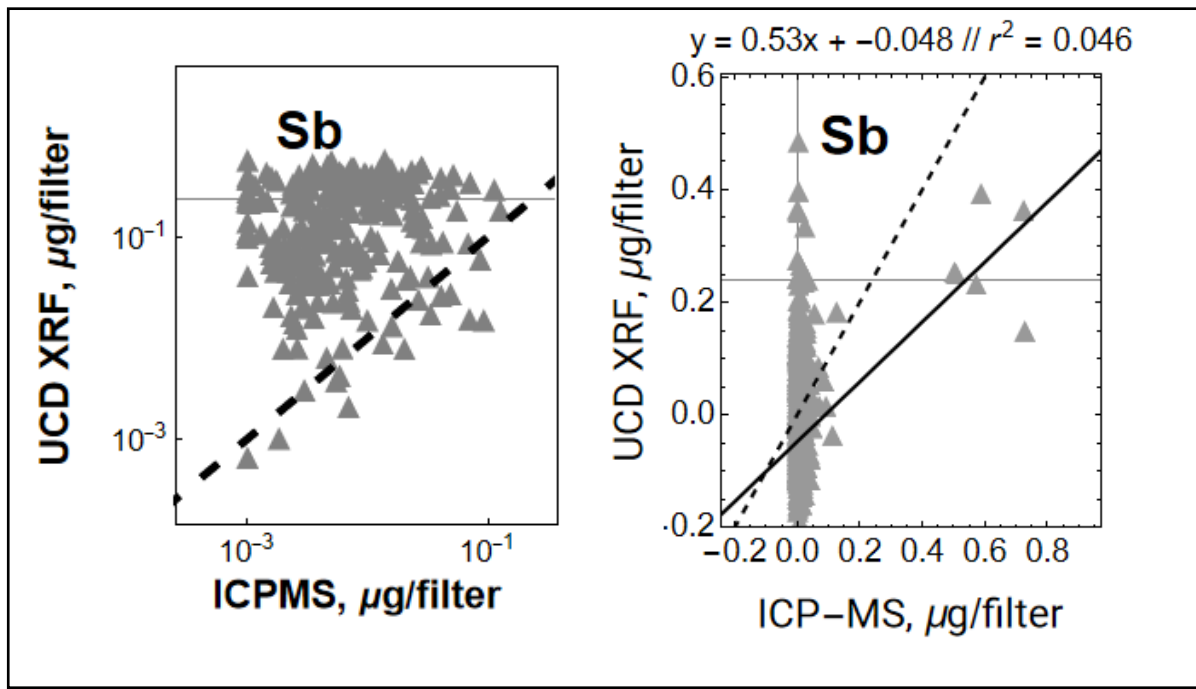 y = 0.53x + −0.048 // r² = 0.046
Sb
UCD XRF, µg/filter
10⁻¹
10⁻³
10⁻³ 10⁻¹
ICPMS, µg/filter
Sb
UCD XRF, µg/filter
0.6
0.4
0.2
0.0
-0.2
−0.2 0.0 0.2 0.4 0.6 0.8
ICP−MS, µg/filter